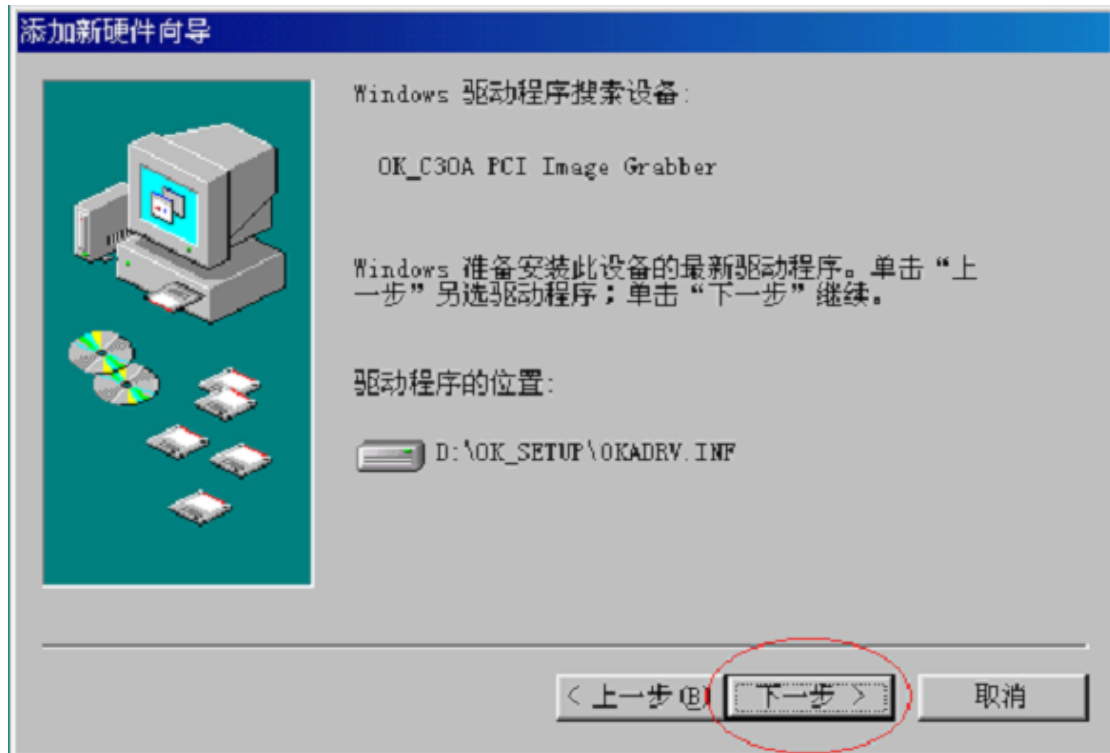 添加新硬件向导
Windows 驱动程序搜索设备:
OK_C30A PCI Image Grabber
Windows 准备安装此设备的最新驱动程序。单击“上
一步”另选驱动程序；单击“下一步”继续。
驱动程序的位置:
D:\OK_SETUP\OKADRV.INF
< 上一步(B) 下一步 > 取消